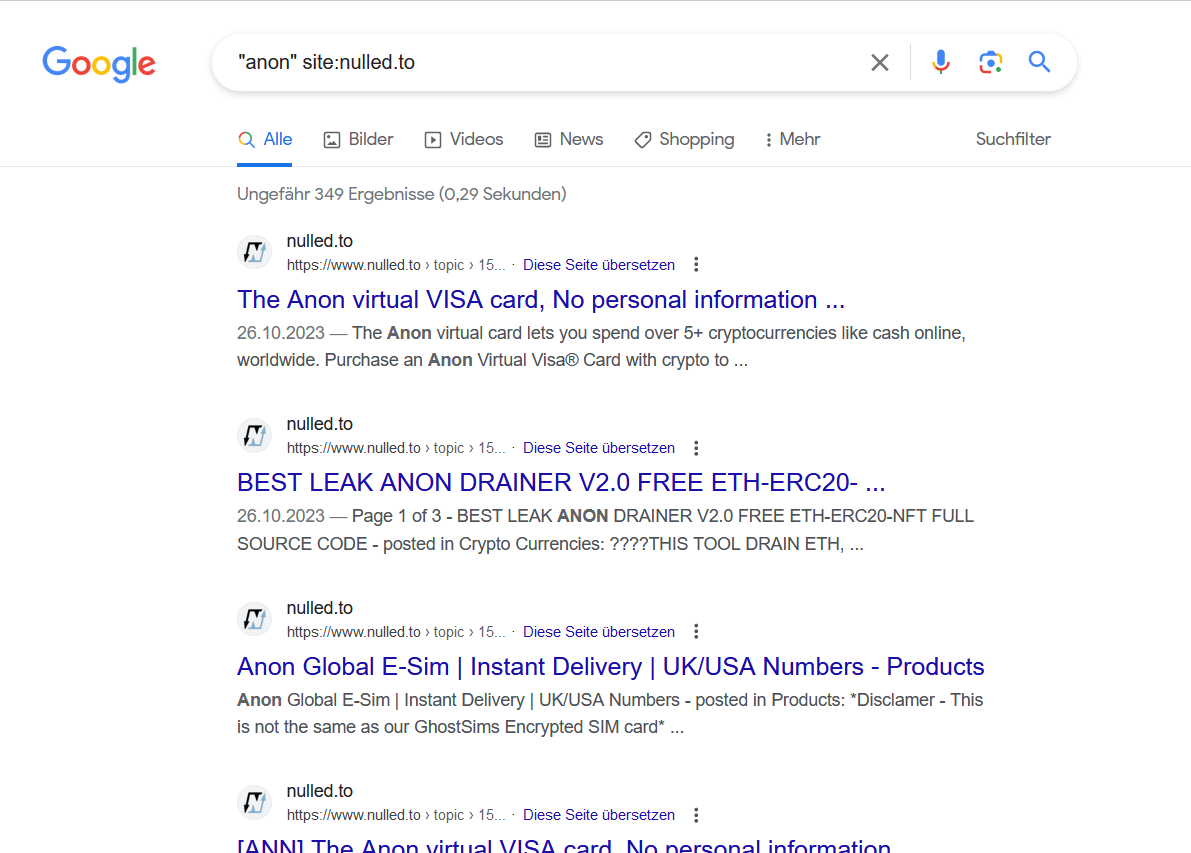 Google
"anon" site:nulled.to
Alle Bilder Videos News Shopping Mehr Suchfilter
Ungefähr 349 Ergebnisse (0,29 Sekunden)
nulled.to
https://www.nulled.to › topic › 15... · Diese Seite übersetzen
The Anon virtual VISA card, No personal information ...
26.10.2023 — The Anon virtual card lets you spend over 5+ cryptocurrencies like cash online,
worldwide. Purchase an Anon Virtual Visa® Card with crypto to ...
nulled.to
https://www.nulled.to › topic › 15... · Diese Seite übersetzen
BEST LEAK ANON DRAINER V2.0 FREE ETH-ERC20- ...
26.10.2023 — Page 1 of 3 - BEST LEAK ANON DRAINER V2.0 FREE ETH-ERC20-NFT FULL
SOURCE CODE - posted in Crypto Currencies: ????THIS TOOL DRAIN ETH, ...
nulled.to
https://www.nulled.to › topic › 15... · Diese Seite übersetzen
Anon Global E-Sim | Instant Delivery | UK/USA Numbers - Products
Anon Global E-Sim | Instant Delivery | UK/USA Numbers - posted in Products: *Disclamer - This
is not the same as our GhostSims Encrypted SIM card* ...
nulled.to
https://www.nulled.to › topic › 15... · Diese Seite übersetzen
[ANN] The Anon virtual VISA card, No personal information